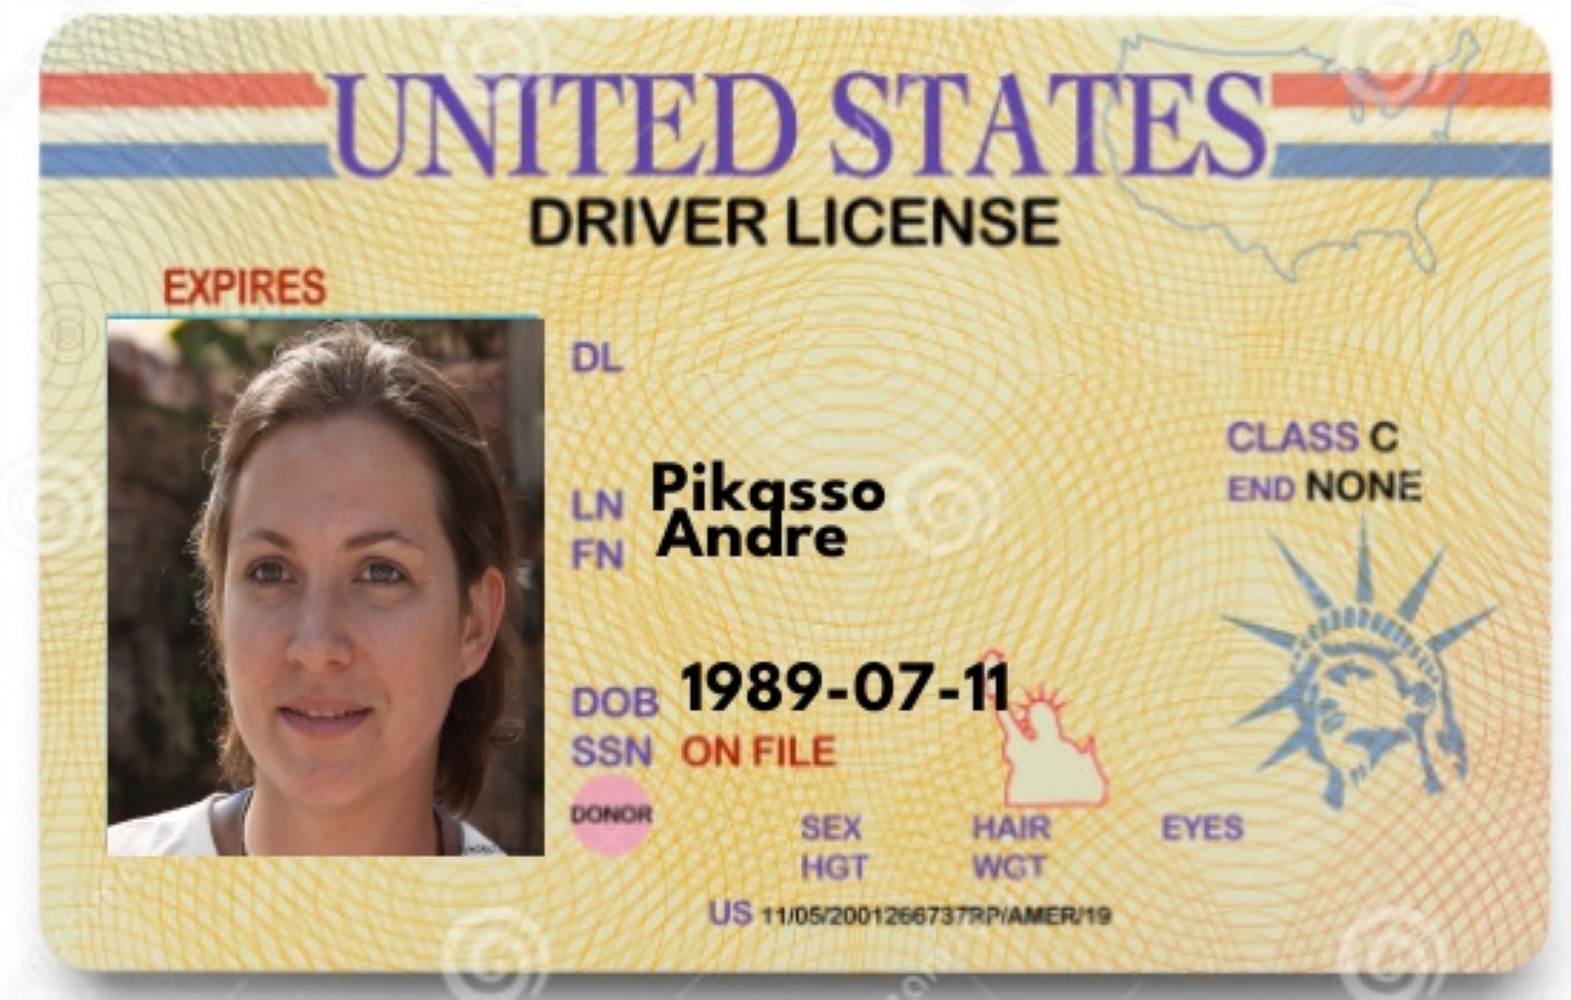 UNITED STATES
DRIVER LICENSE
EXPIRES
DL
CLASS C
END NONE
LN Pikasso
FN Andre
DOB 1989-07-11
SSN ON FILE
DONOR
SEX HAIR EYES
HGT WGT
US 11/05/2001266737RP/AMER/19